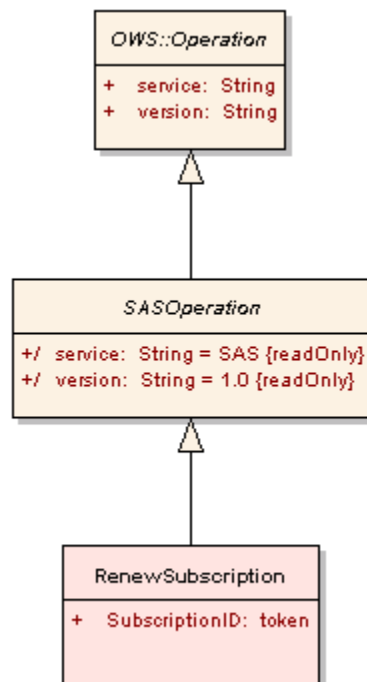 OWS::Operation
+ service: String
+ version: String
SASOperation
+/ service: String = SAS {readOnly}
+/ version: String = 1.0 {readOnly}
RenewSubscription
+ SubscriptionID: token